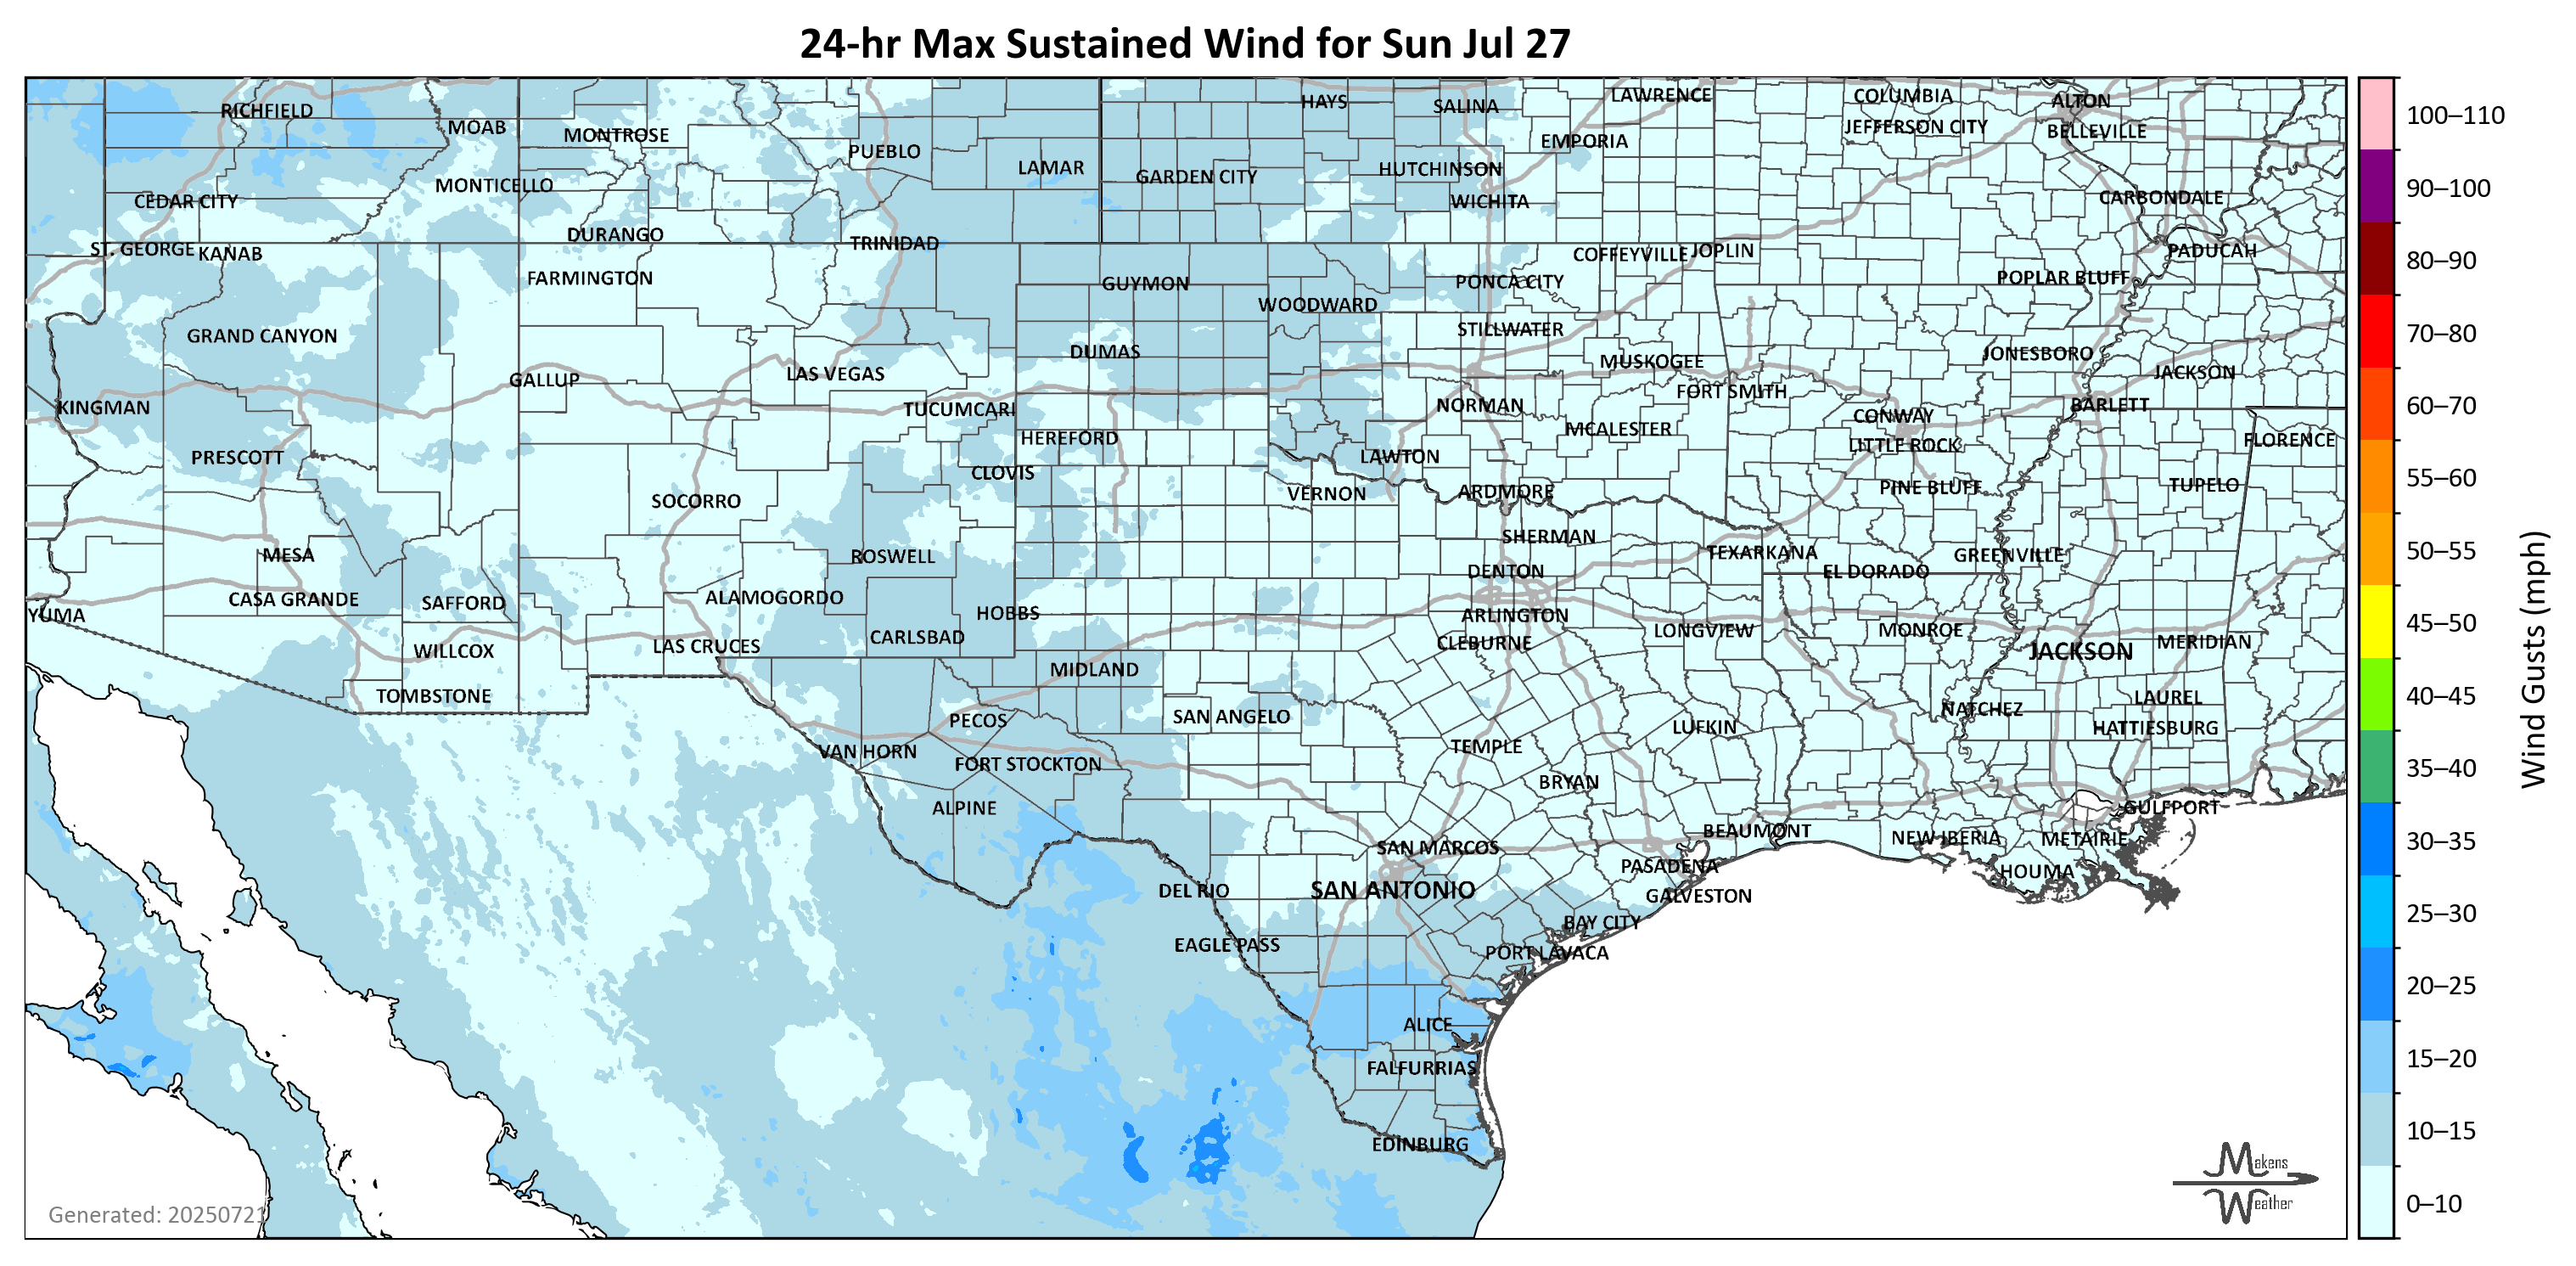 24-hr Max Sustained Wind for Sun Jul 27
RICHFIELD
MOAB
MONTROSE
PUEBLO
LAMAR
HAYS
SALINA
LAWRENCE
COLUMBIA
ALTON
GARDEN CITY
HUTCHINSON
EMPORIA
JEFFERSON CITY
BELLEVILLE
CEDAR CITY
MONTICELLO
WICHITA
CARBONDALE
ST. GEORGE
KANAB
DURANGO
TRINIDAD
COFFEYVILLE
JOPLIN
PADUCAH
FARMINGTON
GUYMON
WOODWARD
PONCA CITY
POPLAR BLUFF
GRAND CANYON
DUMAS
STILLWATER
MUSKOGEE
JONESBORO
JACKSON
KINGMAN
GALLUP
LAS VEGAS
TUCUMCARI
NORMAN
FORT SMITH
CONWAY
BARLETT
PRESCOTT
HEREFORD
MCALESTER
LITTLE ROCK
FLORENCE
CLOVIS
LAWTON
SOCORRO
VERNON
ARDMORE
PINE BLUFF
TUPELO
MESA
ROSWELL
SHERMAN
TEXARKANA
GREENVILLE
DENTON
EL DORADO
YUMA
CASA GRANDE
SAFFORD
ALAMOGORDO
HOBBS
ARLINGTON
WILLCOX
LAS CRUCES
CARLSBAD
CLEBURNE
LONGVIEW
MONROE
JACKSON
MERIDIAN
TOMBSTONE
MIDLAND
PECOS
SAN ANGELO
NATCHEZ
LAUREL
VAN HORN
FORT STOCKTON
TEMPLE
LUFKIN
HATTIESBURG
ALPINE
BRYAN
GULFPORT
SAN MARCOS
BEAUMONT
NEW IBERIA
METAIRIE
DEL RIO
SAN ANTONIO
PASADENA
GALVESTON
HOUMA
EAGLE PASS
BAY CITY
PORT LAVACA
ALICE
FALFURRIAS
EDINBURG
Generated: 20250721
Makens
Weather
100–110
90–100
80–90
70–80
60–70
55–60
50–55
45–50
40–45
35–40
30–35
25–30
20–25
15–20
10–15
0–10
Wind Gusts (mph)